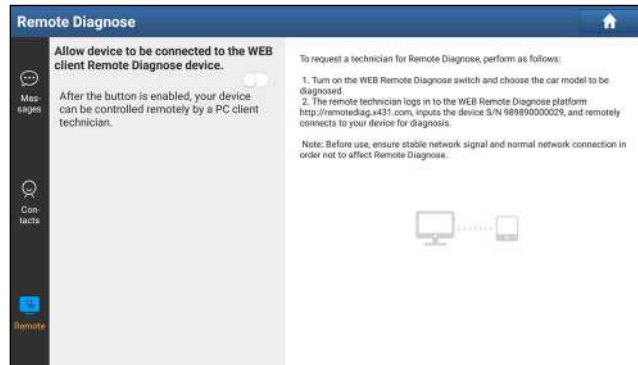 Remote Diagnose
Mes-
sages
Con-
tacts
Remote
Allow device to be connected to the WEB
client Remote Diagnose device.
After the button is enabled, your device
can be controlled remotely by a PC client
technician.
To request a technician for Remote Diagnose, perform as follows:
1. Turn on the WEB Remote Diagnose switch and choose the car model to be
diagnosed.
2. The remote technician logs in to the WEB Remote Diagnose platform
http://remotediag.x431.com, inputs the device S/N 989890000029, and remotely
connects to your device for diagnosis.
Note: Before use, ensure stable network signal and normal network connection in
order not to affect Remote Diagnose.